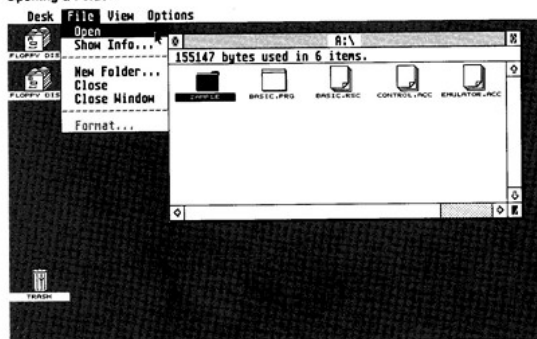 Desk File View Options
Open
Show Info...
A:\
155147 bytes used in 6 items.
FLOPPY DIS
New Folder...
Close
Close Window
FLOPPY DIS
BASIC.PRG BASIC.RSC CONTROL.ACC EMULATOR.ACC
Format...
TRASH